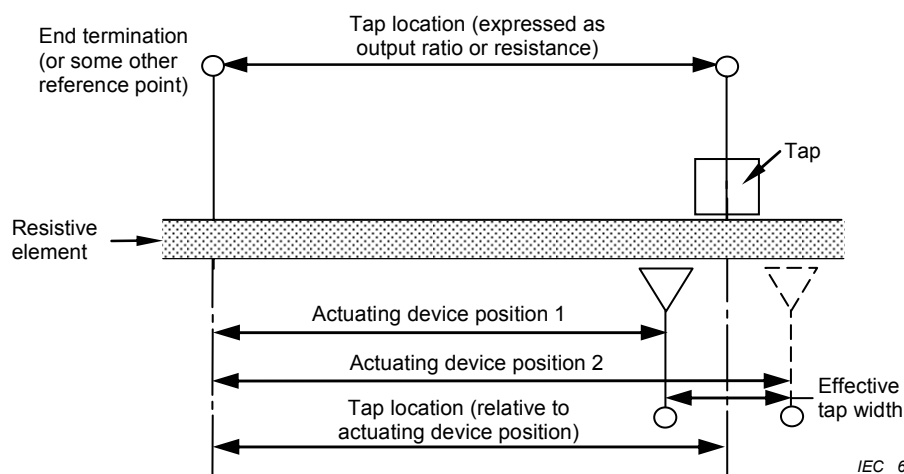 End termination
(or some other
reference point)
Tap location (expressed as
output ratio or resistance)
Tap
Resistive
element
Actuating device position 1
Actuating device position 2
Effective
tap width
Tap location (relative to
actuating device position)
IEC 6